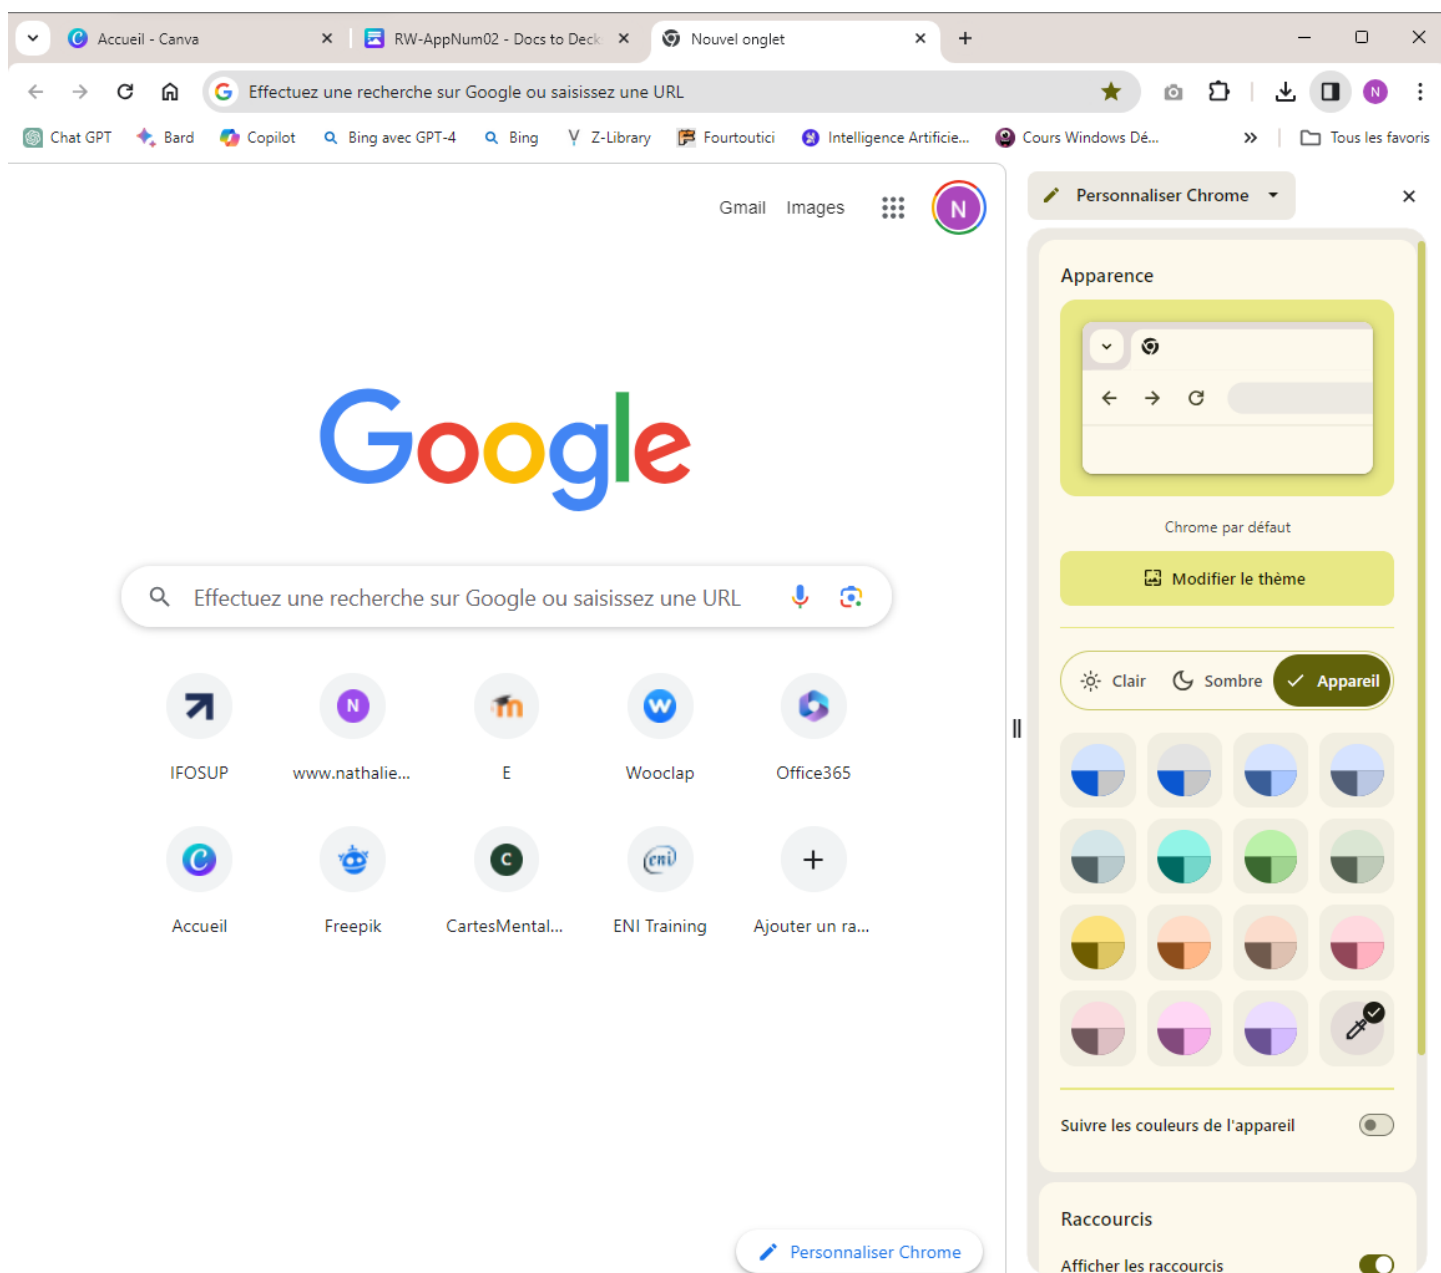 Accueil - Canva
RW-AppNum02 - Docs to Deck
Nouvel onglet
Effectuez une recherche sur Google ou saisissez une URL
N
Chat GPT
Bard
Copilot
Bing avec GPT-4
Bing
Z-Library
Fourtoutici
Intelligence Artificie...
Cours Windows Dé...
Tous les favoris
Gmail
Images
N
Google
Effectuez une recherche sur Google ou saisissez une URL
N
IFOSUP
www.nathalie...
E
Wooclap
Office365
C
eni
Accueil
Freepik
CartesMental...
ENI Training
Ajouter un ra...
Personnaliser Chrome
Personnaliser Chrome
Apparence
Chrome par défaut
Modifier le thème
Clair
Sombre
Appareil
Suivre les couleurs de l'appareil
Raccourcis
Afficher les raccourcis